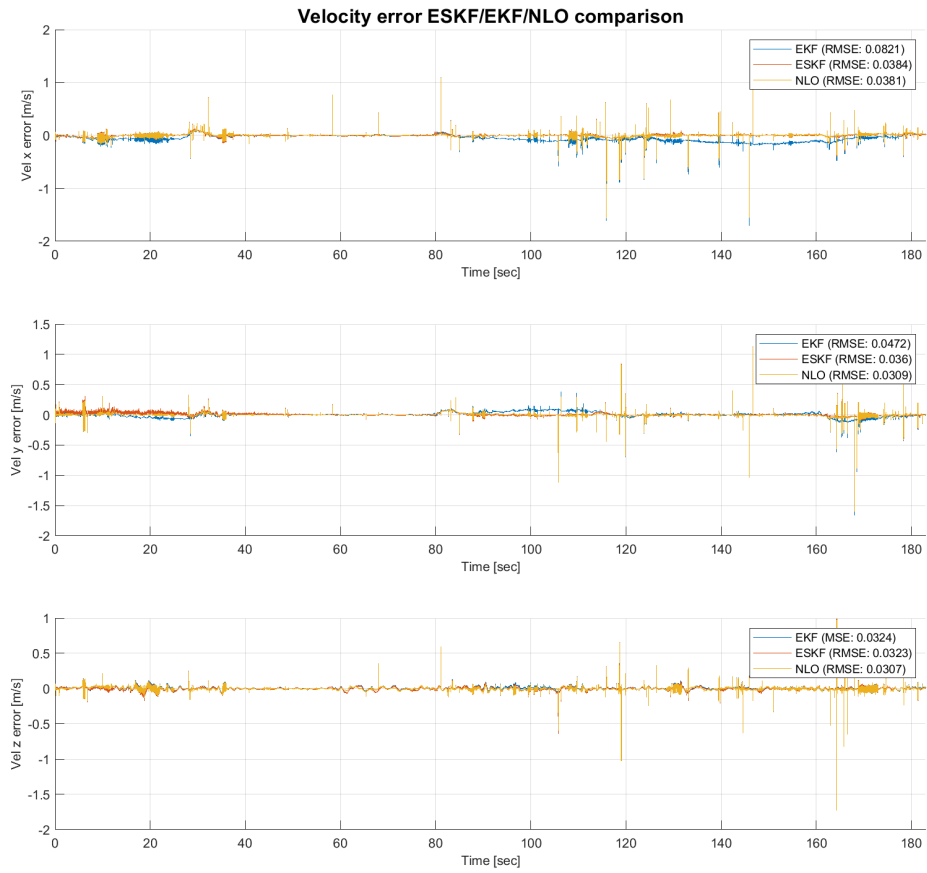 Velocity error ESKF/EKF/NLO comparison
2
1
0
-1
-2
Vel x error [m/s]
EKF (RMSE: 0.0821)
ESKF (RMSE: 0.0384)
NLO (RMSE: 0.0381)
0 20 40 60 80 100 120 140 160 180
Time [sec]
1.5
1
0.5
0
-0.5
-1
-1.5
-2
Vel y error [m/s]
EKF (RMSE: 0.0472)
ESKF (RMSE: 0.036)
NLO (RMSE: 0.0309)
0 20 40 60 80 100 120 140 160 180
Time [sec]
1
0.5
0
-0.5
-1
-1.5
-2
Vel z error [m/s]
EKF (MSE: 0.0324)
ESKF (RMSE: 0.0323)
NLO (RMSE: 0.0307)
0 20 40 60 80 100 120 140 160 180
Time [sec]